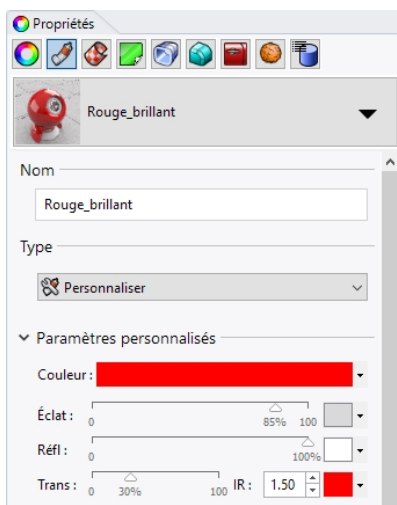 Propriétés
Rouge_brillant
Nom
Rouge_brillant
Type
Personnaliser
Paramètres personnalisés
Couleur :
Éclat : 0 85% 100
Réfl : 0 100%
Trans : 0 30% 100 IR : 1.50